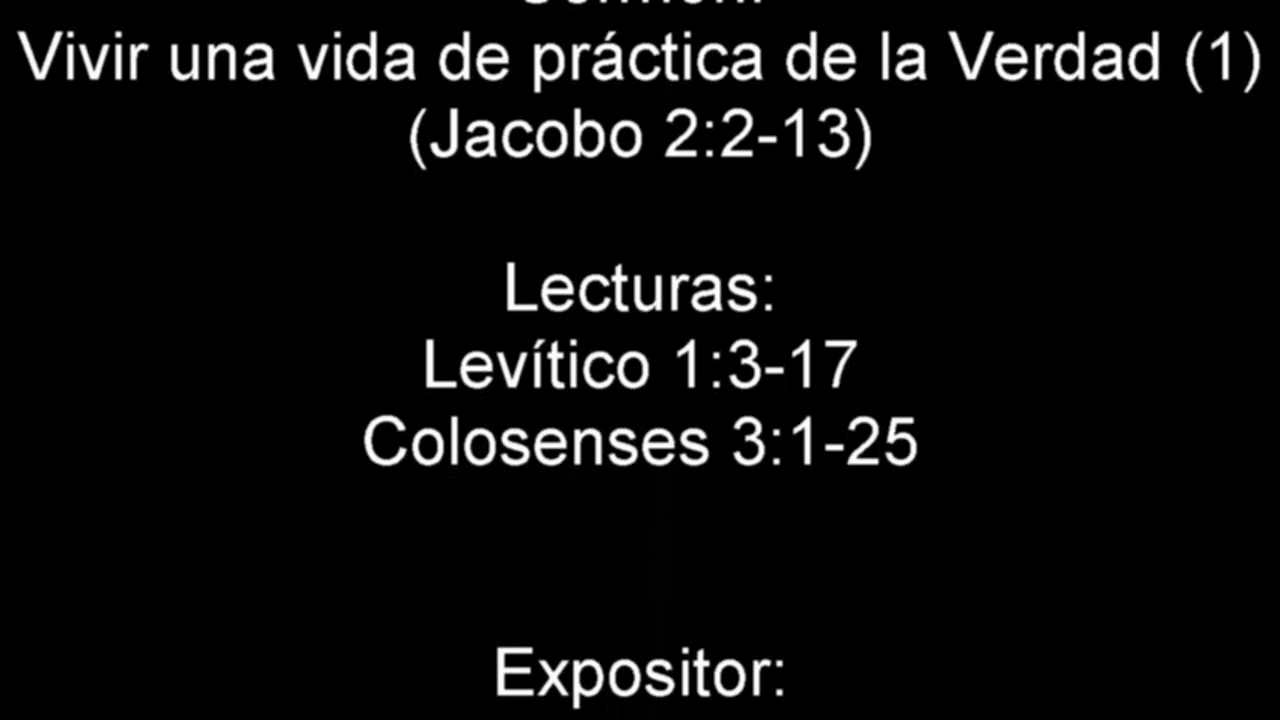 Vivir una vida de práctica de la Verdad (1)
(Jacobo 2:2-13)
Lecturas:
Levítico 1:3-17
Colosenses 3:1-25
Expositor: